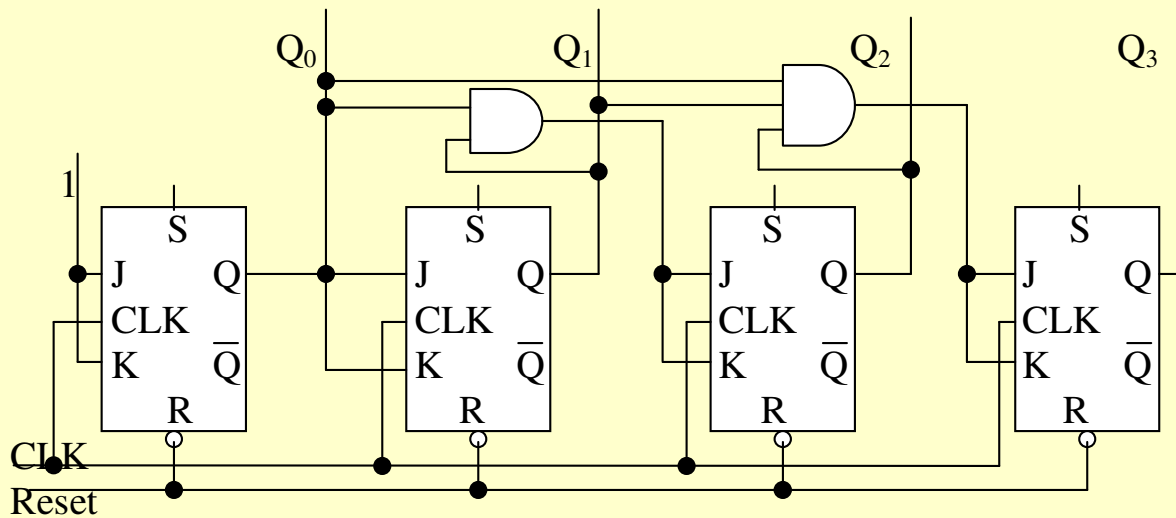 Q₀ Q₁ Q₂ Q₃
1
S S S S
J Q J Q J Q J Q
CLK CLK CLK CLK
K Q̅ K Q̅ K Q̅ K Q̅
R R R R
CLK
Reset